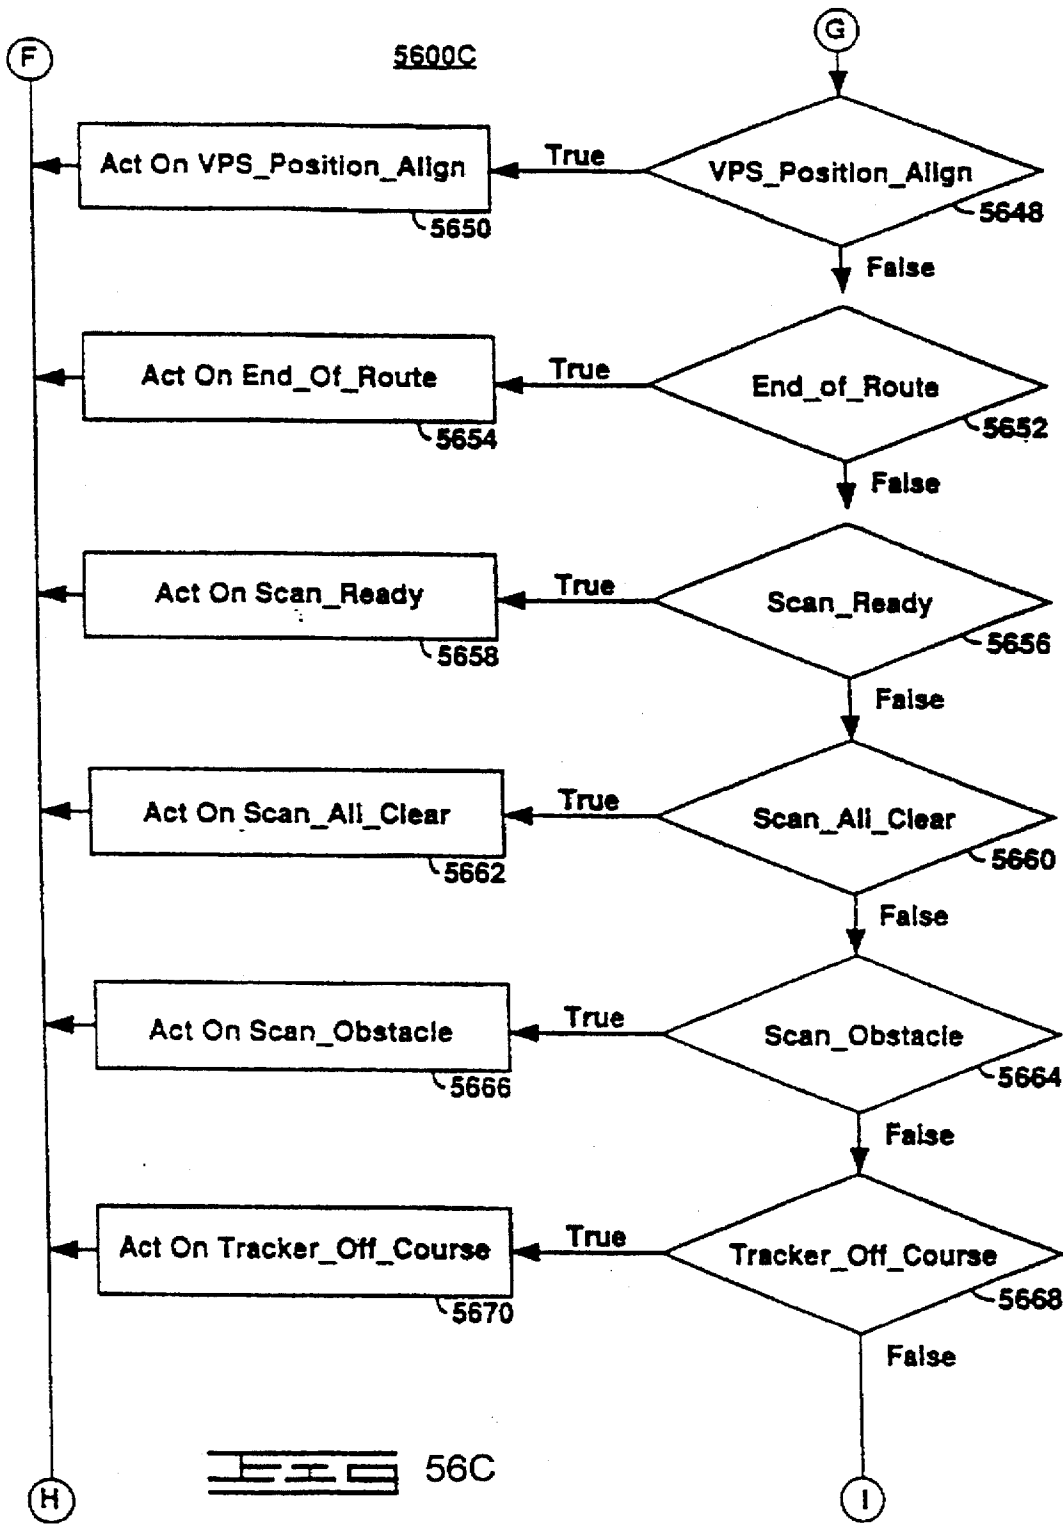 F
5600C
G
Act On VPS_Position_Align
True
VPS_Position_Align
5650
5648
False
Act On End_Of_Route
True
End_of_Route
5654
5652
False
Act On Scan_Ready
True
Scan_Ready
5658
5656
False
Act On Scan_All_Clear
True
Scan_All_Clear
5662
5660
False
Act On Scan_Obstacle
True
Scan_Obstacle
5666
5664
False
Act On Tracker_Off_Course
True
Tracker_Off_Course
5670
5668
False
FIG 56C
H
I